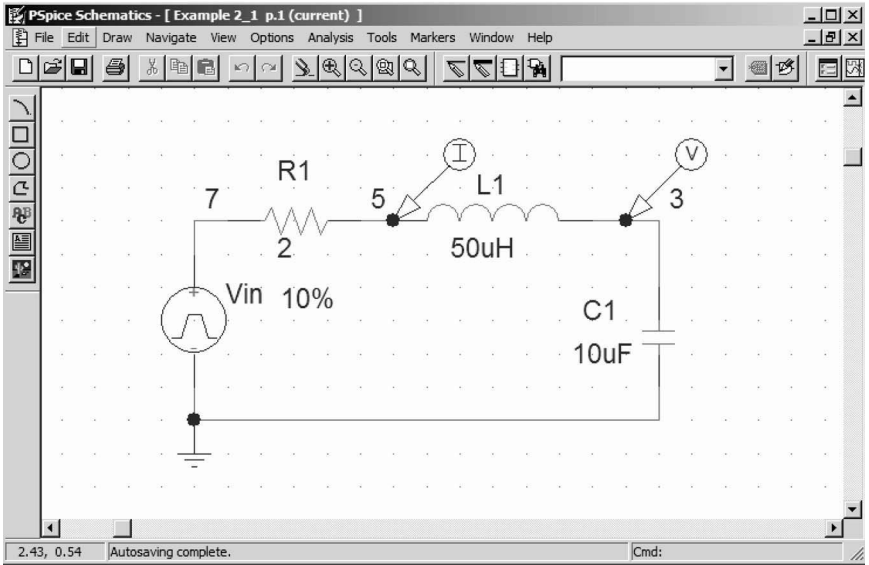 PSpice Schematics - [ Example 2_1 p.1 (current) ]
File Edit Draw Navigate View Options Analysis Tools Markers Window Help
I
V
R1
L1
7
5
3
2
50uH
Vin
10%
C1
10uF
2.43, 0.54
Autosaving complete.
Cmd: